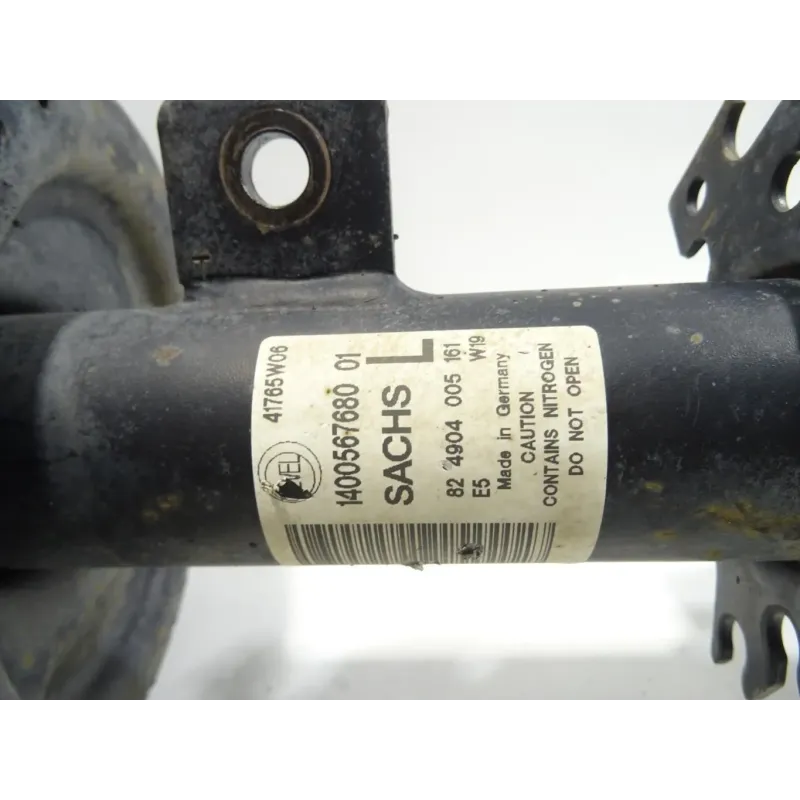 41765W06
1400567680 01
SACHS L
82 4904 005 161
E5 W19
Made in Germany
CAUTION
CONTAINS NITROGEN
DO NOT OPEN